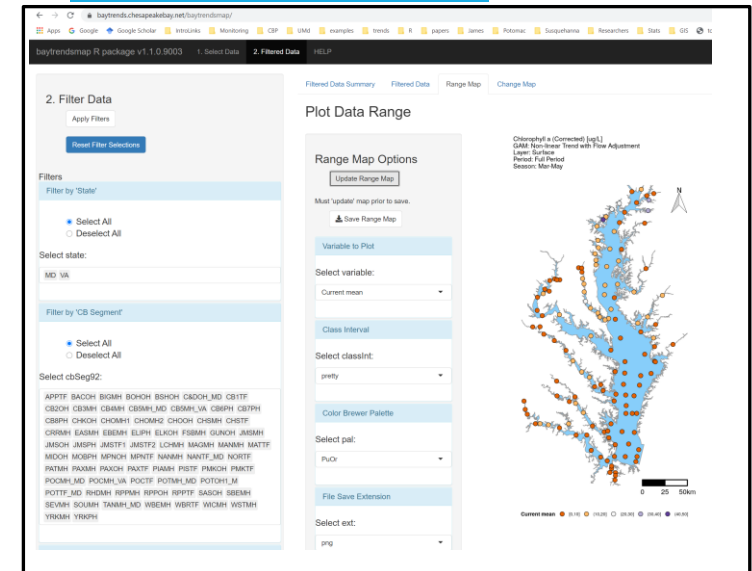 baytrends.chesapeakebay.net/baytrendsmap/
Apps Google Google Scholar IntroLinks Monitoring CBP UMd examples trends R papers James Potomac Susquehanna Researchers Stats GIS
baytrendsmap R package v1.1.0.9003 1. Select Data 2. Filtered Data HELP
2. Filter Data
Apply Filters
Reset Filter Selections
Filters
Filter by 'State'
Select All
Deselect All
Select state:
MD VA
Filter by 'CB Segment'
Select All
Deselect All
Select cbSeg92:
APPTF BACOH BIGMH BOHOH BSHOH C&DOH_MD CB1TF
CB2OH CB3MH CB4MH CB5MH_MD CB5MH_VA CB6PH CB7PH
CB8PH CHKOH CHOMH1 CHOMH2 CHOOH CHSMH CHSTF
CRRMH EASMH EBEMH ELIPH ELKOH FSBMH GUNOH JMSMH
JMSOH JMSPH JMSTF1 JMSTF2 LCHMH MAGMH MANMH MATTF
MIDOH MOBPH MPNOH MPNTF NANMH NANTF_MD NORTF
PATMH PAXMH PAXOH PAXTF PIAMH PISTF PMKOH PMKTF
POCMH_MD POCMH_VA POCTF POTMH_MD POTOH1_M
POTTF_MD RHDMH RPPMH RPPOH RPPTF SASOH SBEMH
SEVMH SOUMH TANMH_MD WBEMH WBRTF WICMH WSTMH
YRKMH YRKPH
Filtered Data Summary Filtered Data Range Map Change Map
Plot Data Range
Range Map Options
Update Range Map
Must 'update' map prior to save.
Save Range Map
Variable to Plot
Select variable:
Current mean
Class Interval
Select classInt:
pretty
Color Brewer Palette
Select pal:
PuOr
File Save Extension
Select ext:
png
Chlorophyll a (Corrected) [ug/L]
GAM: Non-linear Trend with Flow Adjustment
Layer: Surface
Period: Full Period
Season: Mar-May
N
0 25 50km
Current mean [0,10] (10,20] (20,30] (30,40] (40,50]